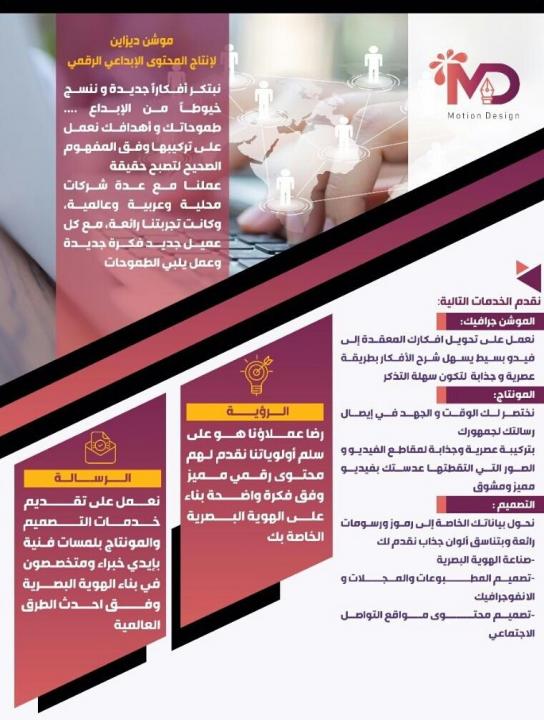 MD
Motion Design
موشن ديزاين
لإنتاج المحتوى الإبداعي الرقمي
نبتكر أفكاراً جديدة و ننسج
خيوطاً من الإبداع ....
طموحاتك و أهدافك نعمل
على تركيبها وفق المفهوم
الصحيح لتصبح حقيقة
عملنا مع عدة شركات
محلية وعربية وعالمية،
وكانت تجربتنا رائعة، مع كل
عميل جديد فكرة جديدة
وعمل يلبي الطموحات
نقدم الخدمات التالية:
الموشن جرافيك:
نعمل على تحويل افكارك المعقدة إلى
فيدو بسيط يسهل شرح الأفكار بطريقة
عصرية و جذابة لتكون سهلة التذكر
المونتاج:
نختصر لك الوقت و الجهد في إيصال
رسالتك لجمهورك
بتركيبة عصرية وجذابة لمقاطع الفيديو و
الصور التي التقطتها عدستك بفيديو
مميز ومشوق
التصميم :
نحول بياناتك الخاصة إلى رموز ورسومات
رائعة وبتناسق ألوان جذاب نقدم لك
-صناعة الهوية البصرية
-تصميم المطبوعات والمجلات و
الانفوجرافيك
-تصميم محتوى مواقع التواصل
الاجتماعي
الرؤية
رضا عملاؤنا هو على
سلم أولوياتنا نقدم لهم
محتوى رقمي مميز
وفق فكرة واضحة بناء
على الهوية البصرية
الخاصة بك
الرسالة
نعمل على تقديم
خدمات التصميم
والمونتاج بلمسات فنية
بإيدي خبراء ومتخصصون
في بناء الهوية البصرية
وفق احدث الطرق
العالمية